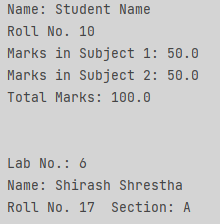 Name: Student Name
Roll No. 10
Marks in Subject 1: 50.0
Marks in Subject 2: 50.0
Total Marks: 100.0
Lab No.: 6
Name: Shirash Shrestha
Roll No. 17  Section: A